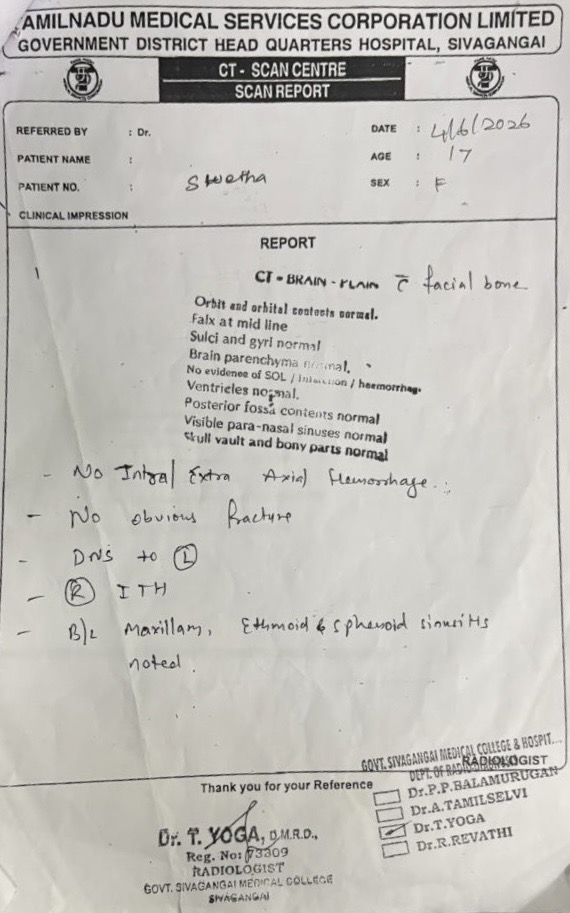 AMILNADU MEDICAL SERVICES CORPORATION LIMITED
GOVERNMENT DISTRICT HEAD QUARTERS HOSPITAL, SIVAGANGAI
CT - SCAN CENTRE
SCAN REPORT
REFERRED BY : Dr.
DATE : 4/6/2026
PATIENT NAME :
AGE : 17
PATIENT NO. : Swetha
SEX : F
CLINICAL IMPRESSION
REPORT
CT - BRAIN - PLAIN c̄ facial bone
Orbit and orbital contents normal.
Falx at mid line
Sulci and gyri normal
Brain parenchyma normal.
No evidence of SOL / / haemorrhage
Ventricles normal.
Posterior fossa contents normal
Visible para-nasal sinuses normal
Skull vault and bony parts normal
- No Intra/ Extra Axial Hemorrhage.
- No obvious fracture
- DNS to (L)
- (R) ITH
- B/L Maxillary, Ethmoid & sphenoid sinusitis
noted.
GOVT. SIVAGANGAI MEDICAL COLLEGE & HOSPIT
DEPT. OF
RADIOLOGIST
Thank you for your Reference
Dr.P.P.BALAMURUGAN
Dr.A.TAMILSELVI
Dr.T.YOGA
Dr.R.REVATHI
Dr. T. YOGA, D.M.R.D.,
Reg. No: 73309
RADIOLOGIST
GOVT. SIVAGANGAI MEDICAL COLLEGE
SIVAGANGAI